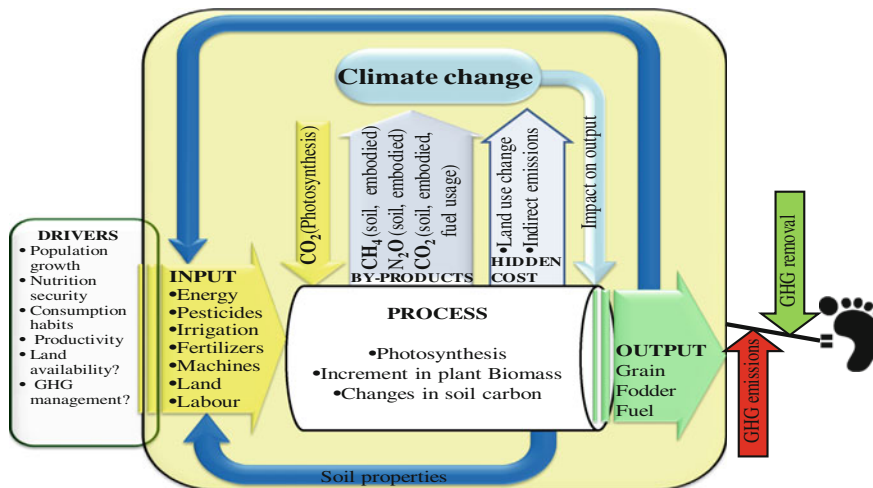 DRIVERS
• Population
growth
• Nutrition
security
• Consumption
habits
• Productivity
• Land
availability?
• GHG
management?
INPUT
•Energy
•Pesticides
•Irrigation
•Fertilizers
•Machines
•Land
•Labour
Climate change
CO₂(Photosynthesis)
CH₄(soil, embodied)
N₂O (soil, embodied)
CO₂ (soil, embodied,
fuel usage)
BY-PRODUCTS
•Land use change
•Indirect emissions
HIDDEN
COST
Impact on output
PROCESS
•Photosynthesis
•Increment in plant Biomass
•Changes in soil carbon
OUTPUT
Grain
Fodder
Fuel
Soil properties
GHG removal
GHG emissions